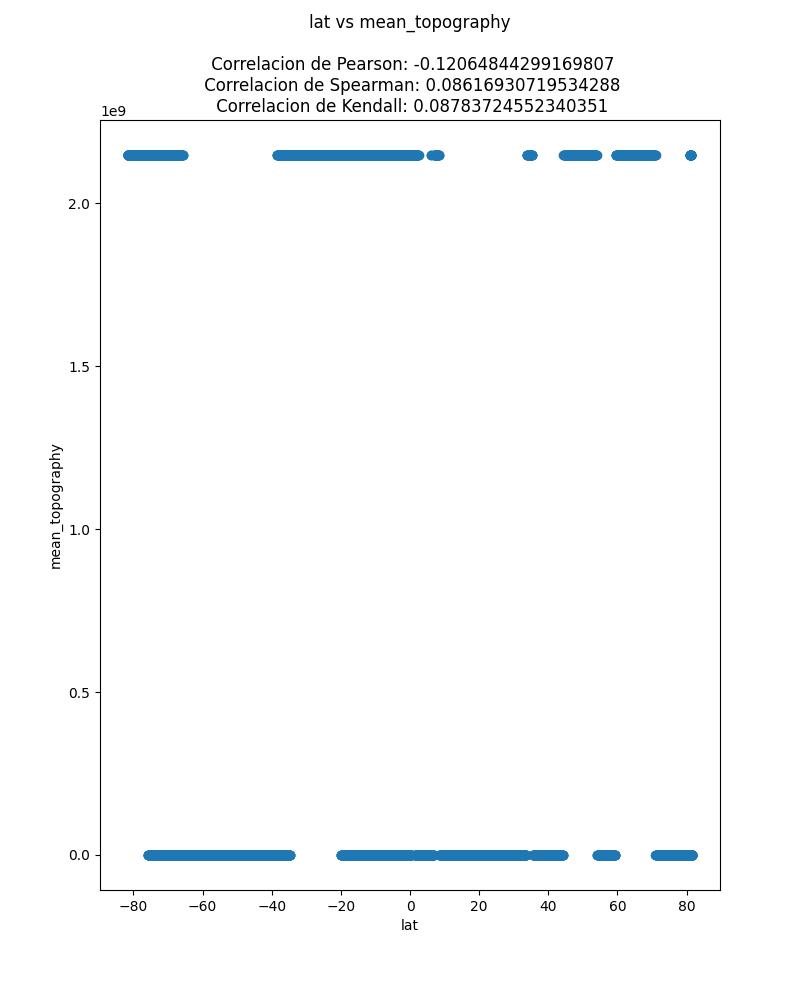 lat vs mean_topography
Correlacion de Pearson: -0.12064844299169807
Correlacion de Spearman: 0.08616930719534288
Correlacion de Kendall: 0.08783724552340351
1e9
2.0
1.5
1.0
0.5
0.0
mean_topography
−80 −60 −40 −20 0 20 40 60 80
lat